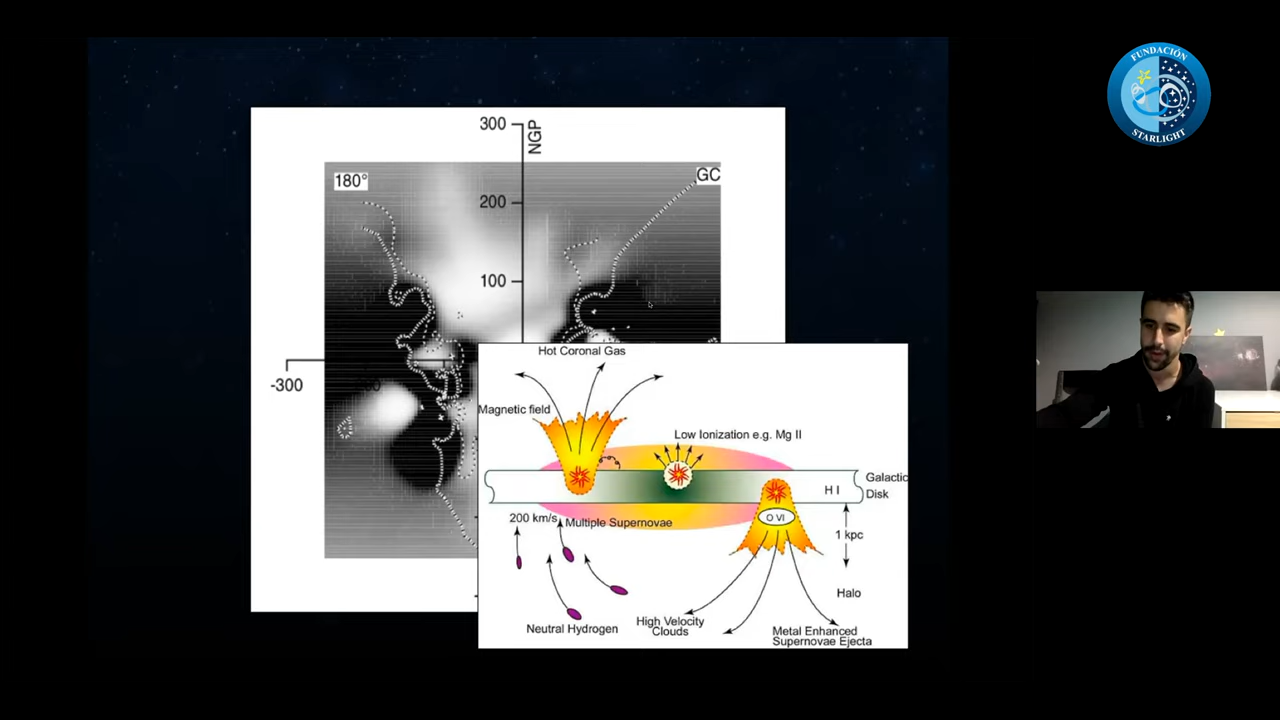 FUNDACIÓN
STARLIGHT
300
NGP
180°
GC
200
100
-300
Hot Coronal Gas
Magnetic field
Low Ionization e.g. Mg II
Galactic
Disk
H I
O VI
200 km/s
Multiple Supernovae
1 kpc
Halo
Neutral Hydrogen
High Velocity
Clouds
Metal Enhanced
Supernovae Ejecta